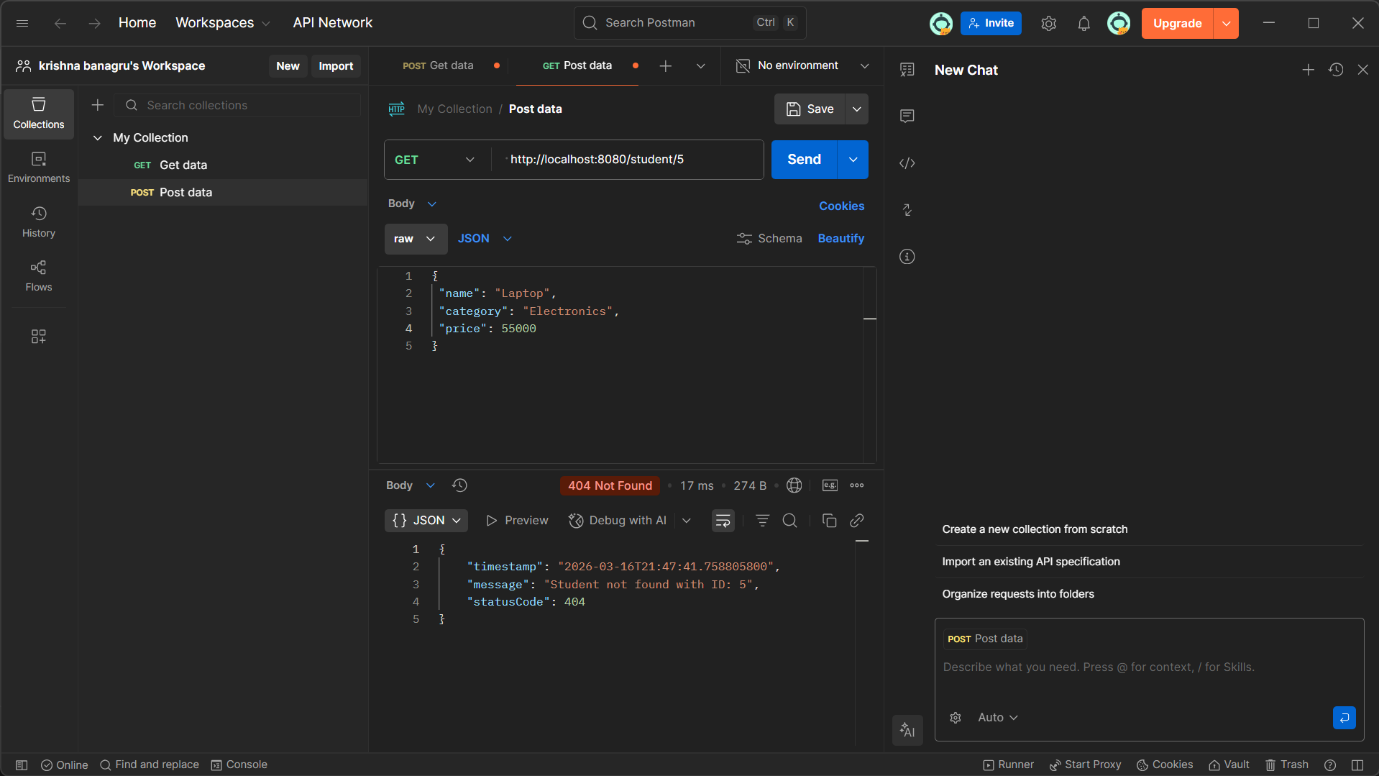 Home Workspaces API Network Search Postman Ctrl K Invite Upgrade
krishna banagru's Workspace New Import
POST Get data GET Post data No environment
New Chat
Collections
Environments
History
Flows
Search collections
My Collection
GET Get data
POST Post data
HTTP My Collection / Post data Save
GET http://localhost:8080/student/5 Send
Body Cookies
raw JSON Schema Beautify
1 {
2 "name": "Laptop",
3 "category": "Electronics",
4 "price": 55000
5 }
Body 404 Not Found • 17 ms • 274 B • e.g.
{} JSON Preview Debug with AI
1 {
2 "timestamp": "2026-03-16T21:47:41.758805800",
3 "message": "Student not found with ID: 5",
4 "statusCode": 404
5 }
Create a new collection from scratch
Import an existing API specification
Organize requests into folders
POST Post data
Describe what you need. Press @ for context, / for Skills.
Auto
AI
Online Find and replace Console Runner Start Proxy Cookies Vault Trash